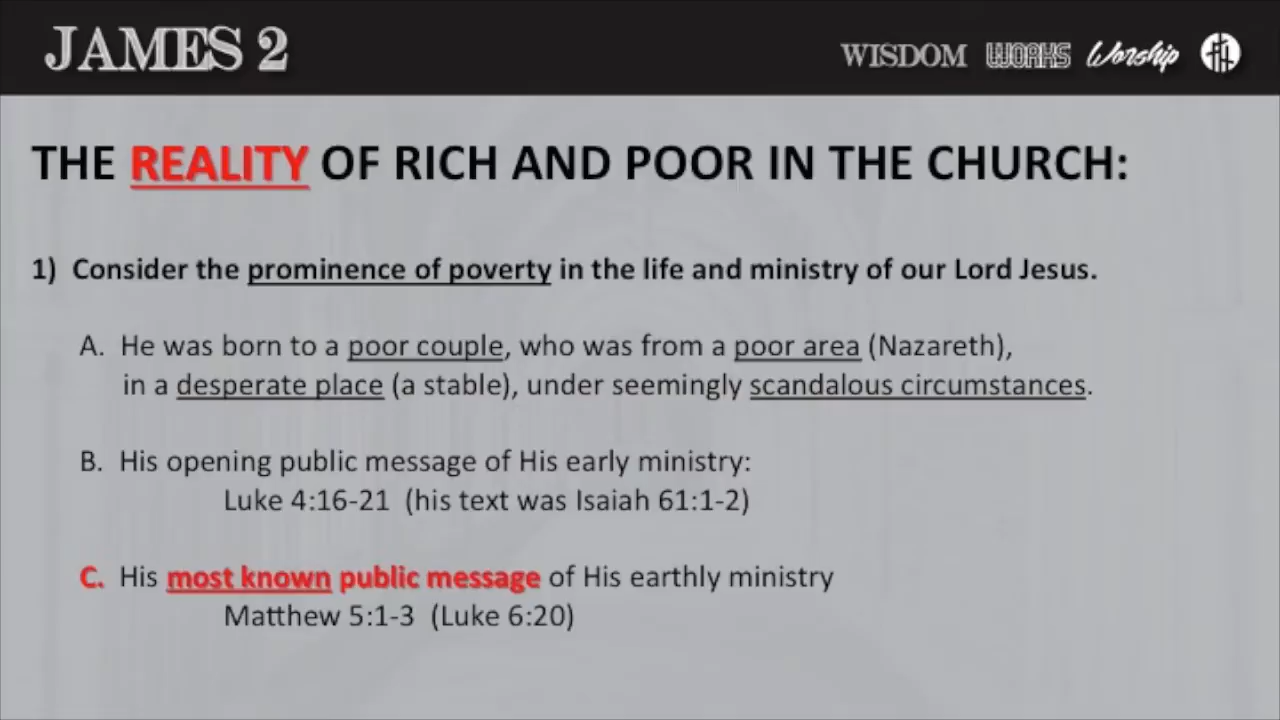 JAMES 2
WISDOM WORKS Worship
THE REALITY OF RICH AND POOR IN THE CHURCH:
1) Consider the prominence of poverty in the life and ministry of our Lord Jesus.
A. He was born to a poor couple, who was from a poor area (Nazareth),
in a desperate place (a stable), under seemingly scandalous circumstances.
B. His opening public message of His early ministry:
Luke 4:16-21 (his text was Isaiah 61:1-2)
C. His most known public message of His earthly ministry
Matthew 5:1-3 (Luke 6:20)